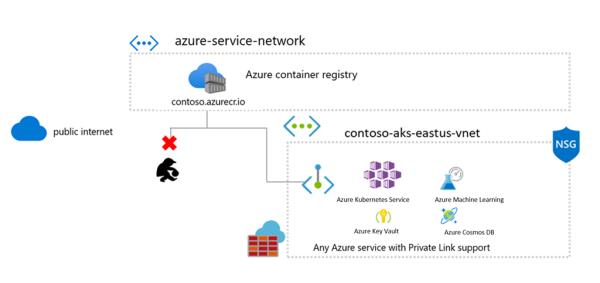 azure-service-network
Azure container registry
contoso.azurecr.io
public internet
contoso-aks-eastus-vnet
NSG
Azure Kubernetes Service
Azure Machine Learning
Azure Key Vault
Azure Cosmos DB
Any Azure service with Private Link support